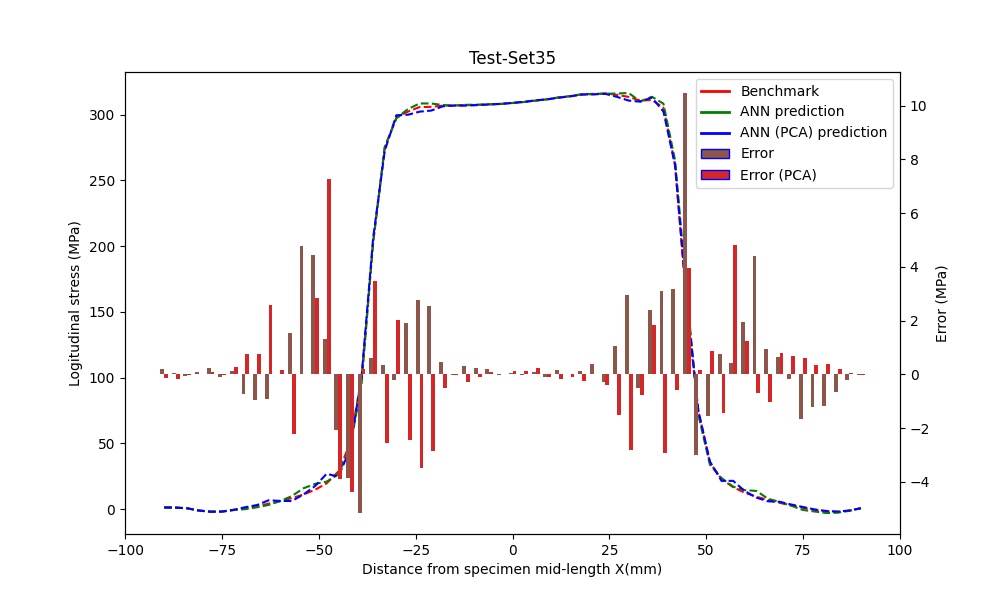 Test-Set35
Logitudinal stress (MPa)
300
250
200
150
100
50
0
Benchmark
ANN prediction
ANN (PCA) prediction
Error
Error (PCA)
10
8
6
4
2
0
−2
−4
Error (MPa)
−100 −75 −50 −25 0 25 50 75 100
Distance from specimen mid-length X(mm)